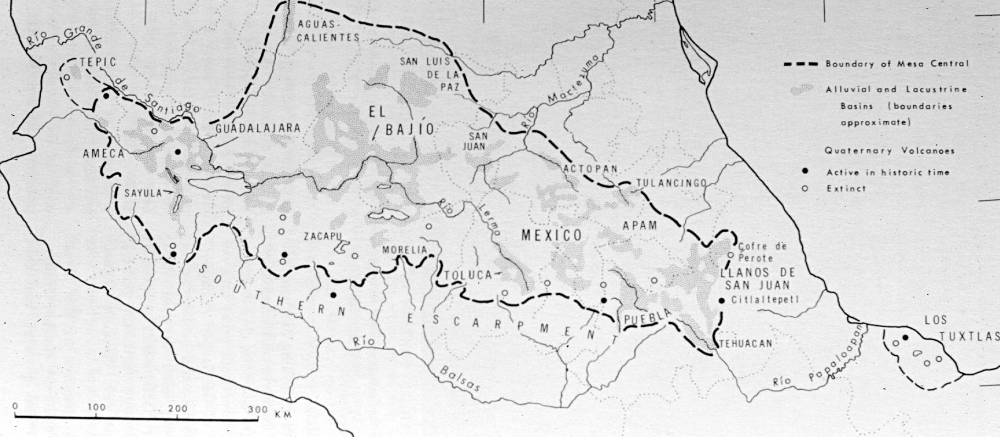 AGUAS-
CALIENTES
Río Grande
de Santiago
TEPIC
SAN LUIS
DE LA
PAZ
Río Moctezuma
EL
BAJÍO
GUADALAJARA
SAN
JUAN
AMECA
ACTOPAN
TULANCINGO
SAYULA
Río Lerma
APAM
ZACAPU
MEXICO
MORELIA
Cofre de
Perote
TOLUCA
LLANOS DE
SAN JUAN
Citlaltepetl
SOUTHERN ESCARPMENT
PUEBLA
TEHUACAN
Río Balsas
Río Papaloapan
LOS
TUXTLAS
Boundary of Mesa Central
Alluvial and Lacustrine
Basins (boundaries
approximate)
Quaternary Volcanoes
Active in historic time
Extinct
0 100 200 300 KM